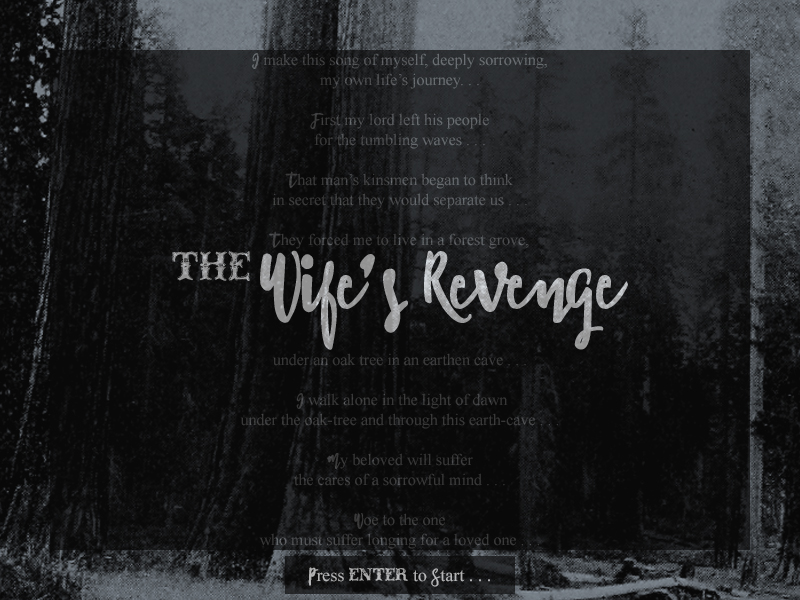 I make this song of myself, deeply sorrowing,
my own life's journey. . .
First my lord left his people
for the tumbling waves . . .
That man's kinsmen began to think
in secret that they would separate us .
They forced me to live in a forest grove,
THE Wife's Revenge
under an oak tree in an earthen cave . . .
I walk alone in the light of dawn
under the oak-tree and through this earth-cave . . .
My beloved will suffer
the cares of a sorrowful mind . . .
Woe to the one
who must suffer longing for a loved one . . .
Press ENTER to Start . . .